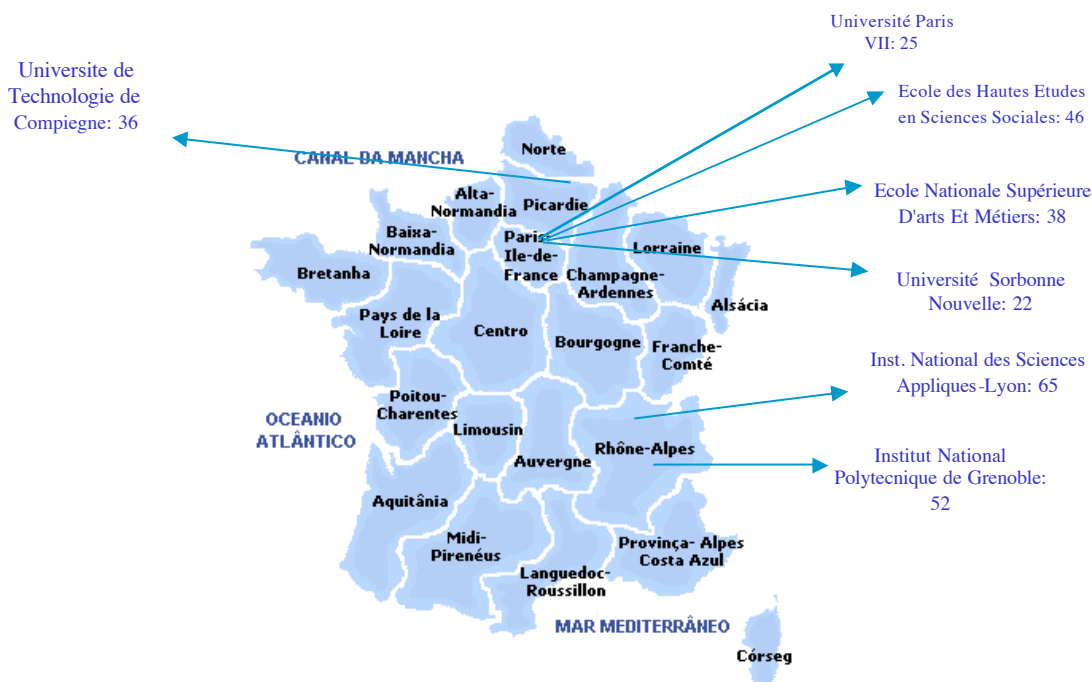 Université Paris
VII: 25
Universite de
Technologie de
Compiegne: 36
Ecole des Hautes Etudes
en Sciences Sociales: 46
Ecole Nationale Supérieure
D'arts Et Métiers: 38
Université Sorbonne
Nouvelle: 22
Inst. National des Sciences
Appliques-Lyon: 65
Institut National
Polytecnique de Grenoble:
52
CANAL DA MANCHA
Norte
Alta-
Normandia
Picardie
Baixa-
Normandia
Paris-
Ile-de-
France
Lorraine
Champagne-
Ardennes
Bretanha
Alsácia
Pays de la
Loire
Centro
Bourgogne
Franche-
Comté
Poitou-
Charentes
Limousin
OCEANIO
ATLÂNTICO
Auvergne
Rhône-Alpes
Aquitânia
Midi-
Pirenéus
Provinça- Alpes
Costa Azul
Languedoc-
Roussillon
MAR MEDITERRÂNEO
Córseg